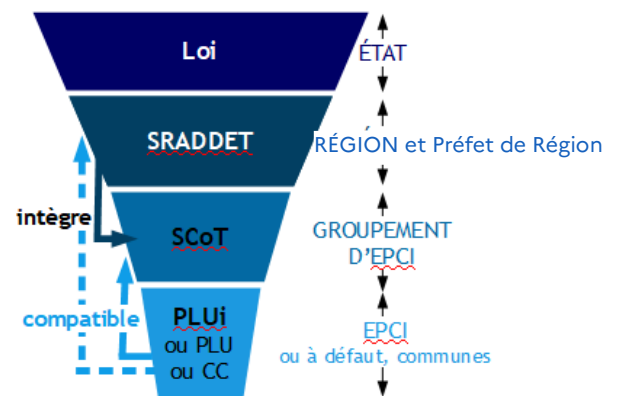 Loi
ÉTAT
SRADDET
RÉGION et Préfet de Région
intègre
SCoT
GROUPEMENT
D'EPCI
compatible
PLUi
ou PLU
ou CC
EPCI
ou à défaut, communes